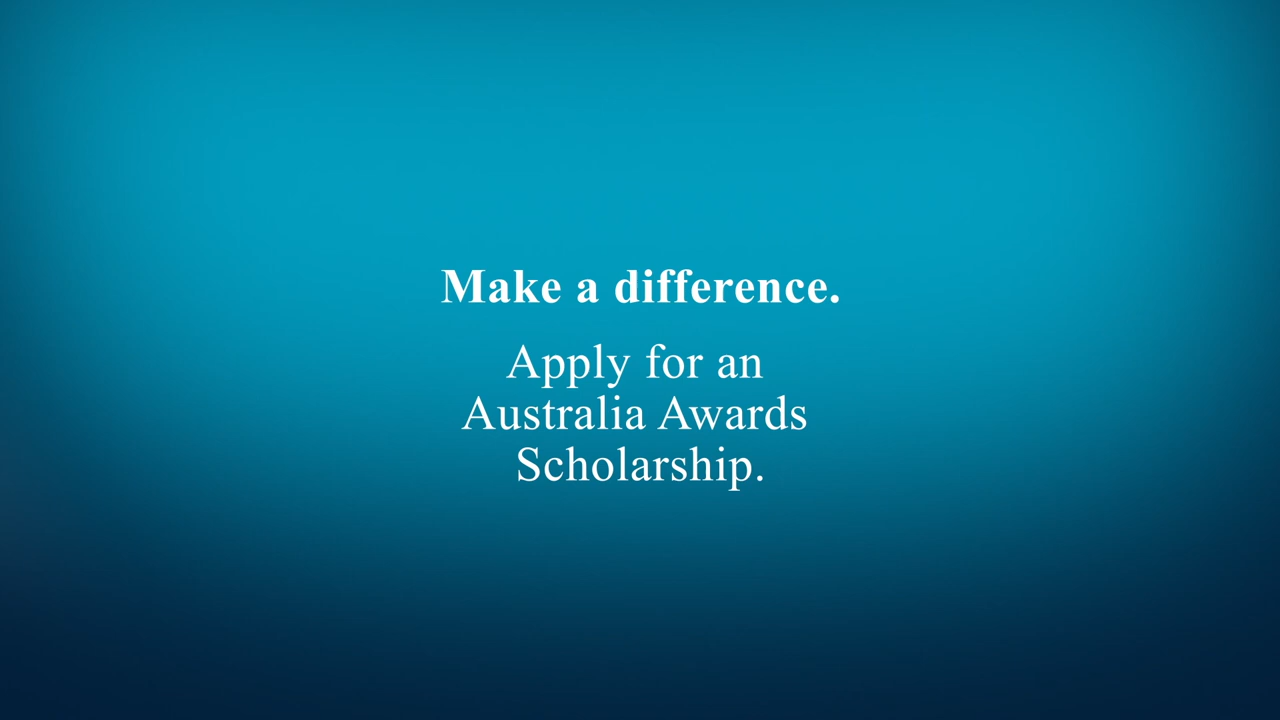 Make a difference.
Apply for an
Australia Awards
Scholarship.